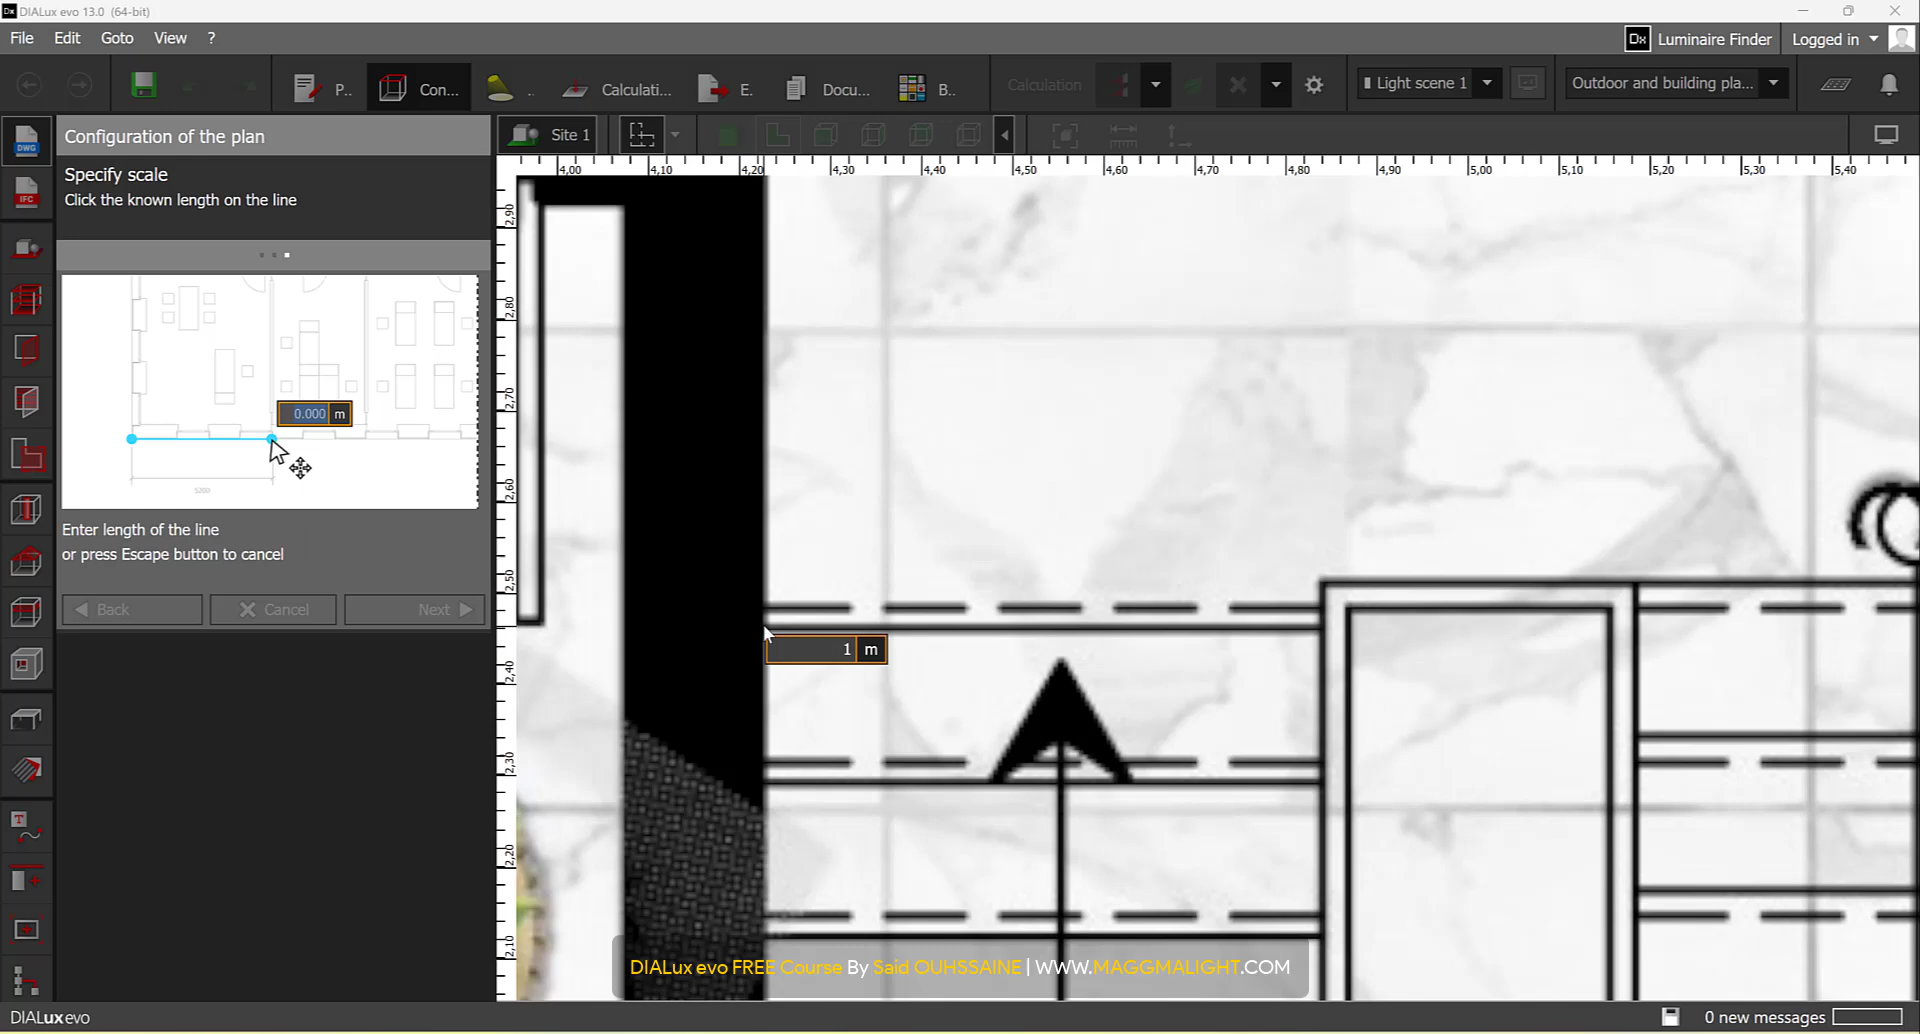 Dx DIALux evo 13.0 (64-bit)
File Edit Goto View ?
Dx Luminaire Finder Logged in
P.. Con... .. Calculati... E. Docu... B.. Calculation Light scene 1 Outdoor and building pla...
DWG
Configuration of the plan
Site 1
Specify scale
Click the known length on the line
4,00 4,10 4,20 4,30 4,40 4,50 4,60 4,70 4,80 4,90 5,00 5,10 5,20 5,30 5,40
IFC
2,90
2,80
2,70
2,60
2,50
2,40
2,30
2,20
2,10
0.000 m
5200
Enter length of the line
or press Escape button to cancel
Back Cancel Next
1 m
T
DIALux evo FREE Course By Said OUHSSAINE | WWW.MAGGMALIGHT.COM
DIALux evo
0 new messages